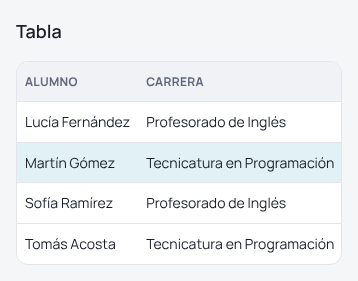 Tabla
ALUMNO CARRERA
Lucía Fernández Profesorado de Inglés
Martín Gómez Tecnicatura en Programación
Sofía Ramírez Profesorado de Inglés
Tomás Acosta Tecnicatura en Programación